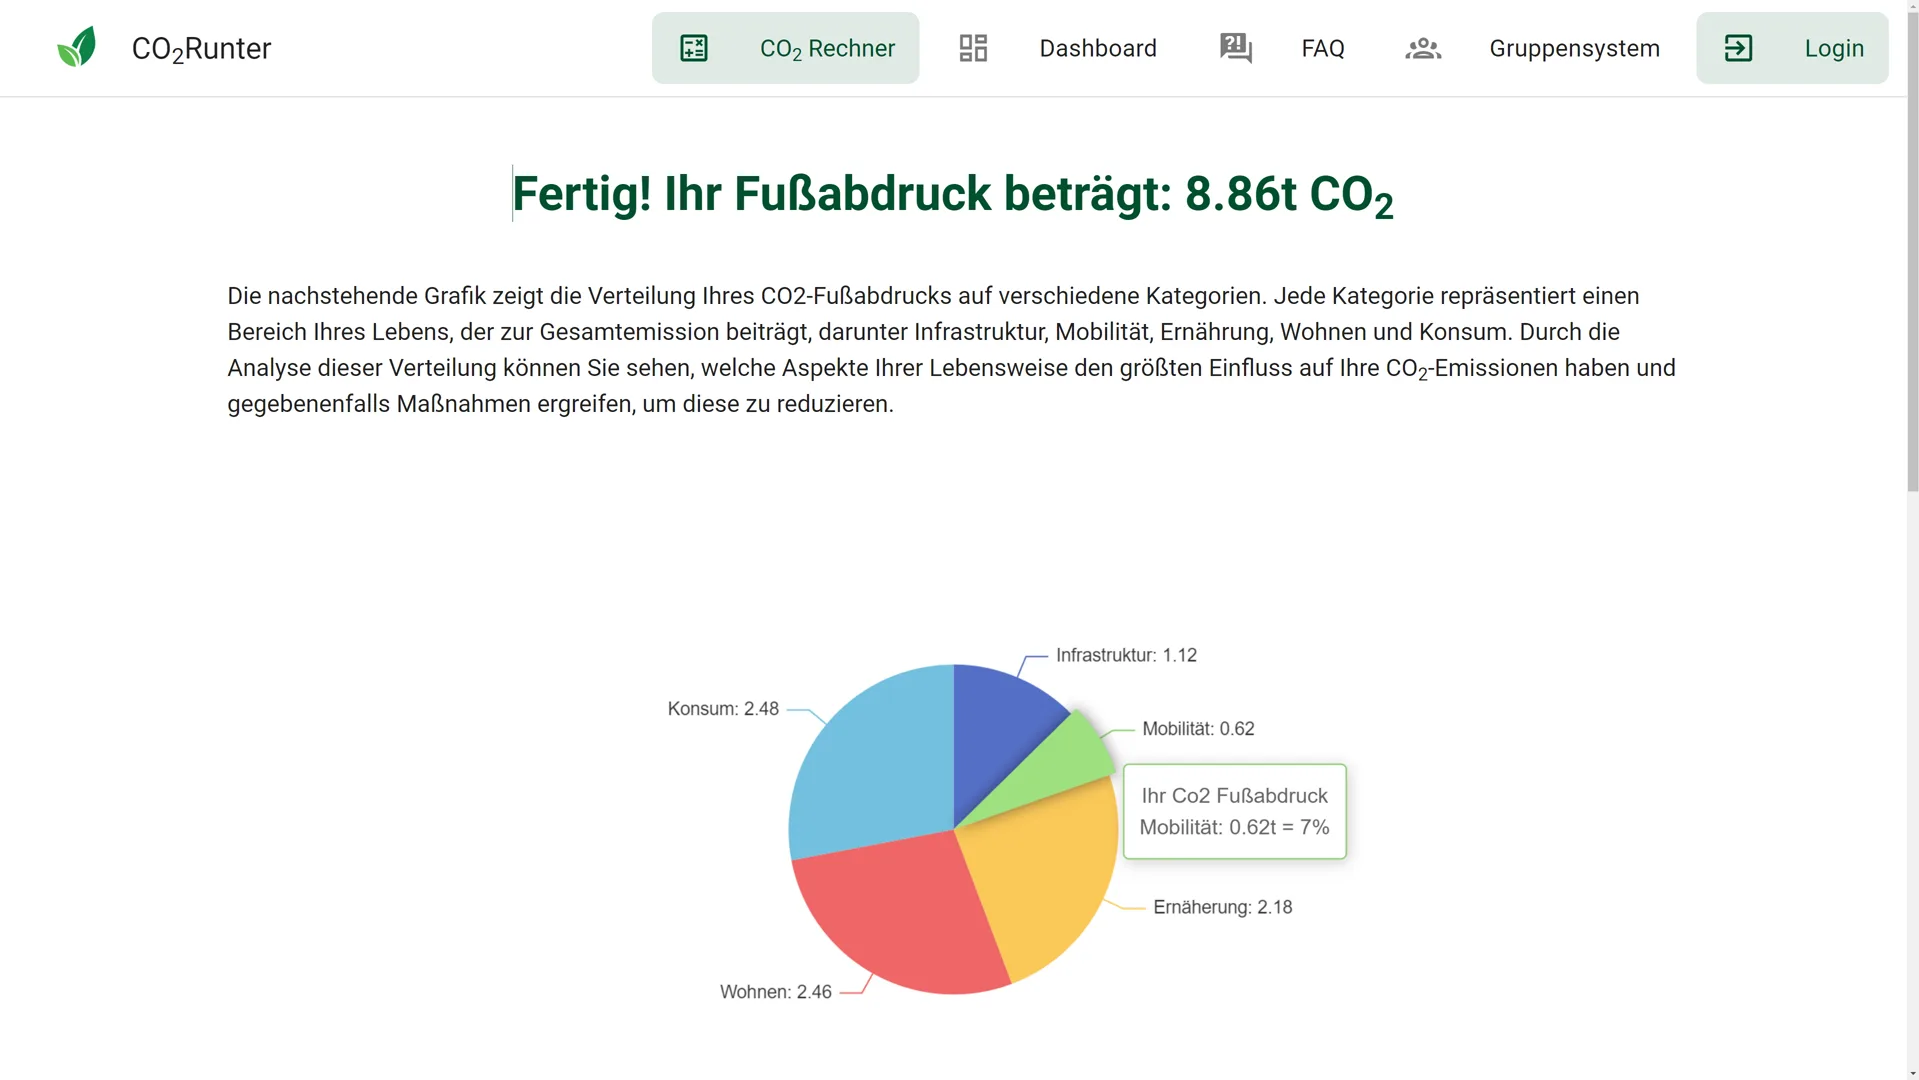 CO₂Runter
CO₂ Rechner
Dashboard
?!
FAQ
Gruppensystem
Login
Fertig! Ihr Fußabdruck beträgt: 8.86t CO₂
Die nachstehende Grafik zeigt die Verteilung Ihres CO2-Fußabdrucks auf verschiedene Kategorien. Jede Kategorie repräsentiert einen
Bereich Ihres Lebens, der zur Gesamtemission beiträgt, darunter Infrastruktur, Mobilität, Ernährung, Wohnen und Konsum. Durch die
Analyse dieser Verteilung können Sie sehen, welche Aspekte Ihrer Lebensweise den größten Einfluss auf Ihre CO₂-Emissionen haben und
gegebenenfalls Maßnahmen ergreifen, um diese zu reduzieren.
Infrastruktur: 1.12
Konsum: 2.48
Mobilität: 0.62
Ihr Co2 Fußabdruck
Mobilität: 0.62t = 7%
Ernäherung: 2.18
Wohnen: 2.46